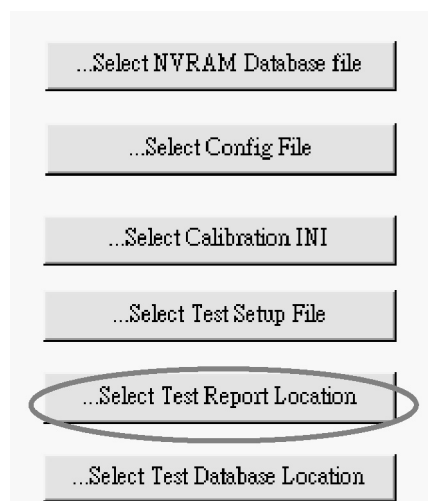 ...Select NVRAM Database file
...Select Config File
...Select Calibration INI
...Select Test Setup File
...Select Test Report Location
...Select Test Database Location